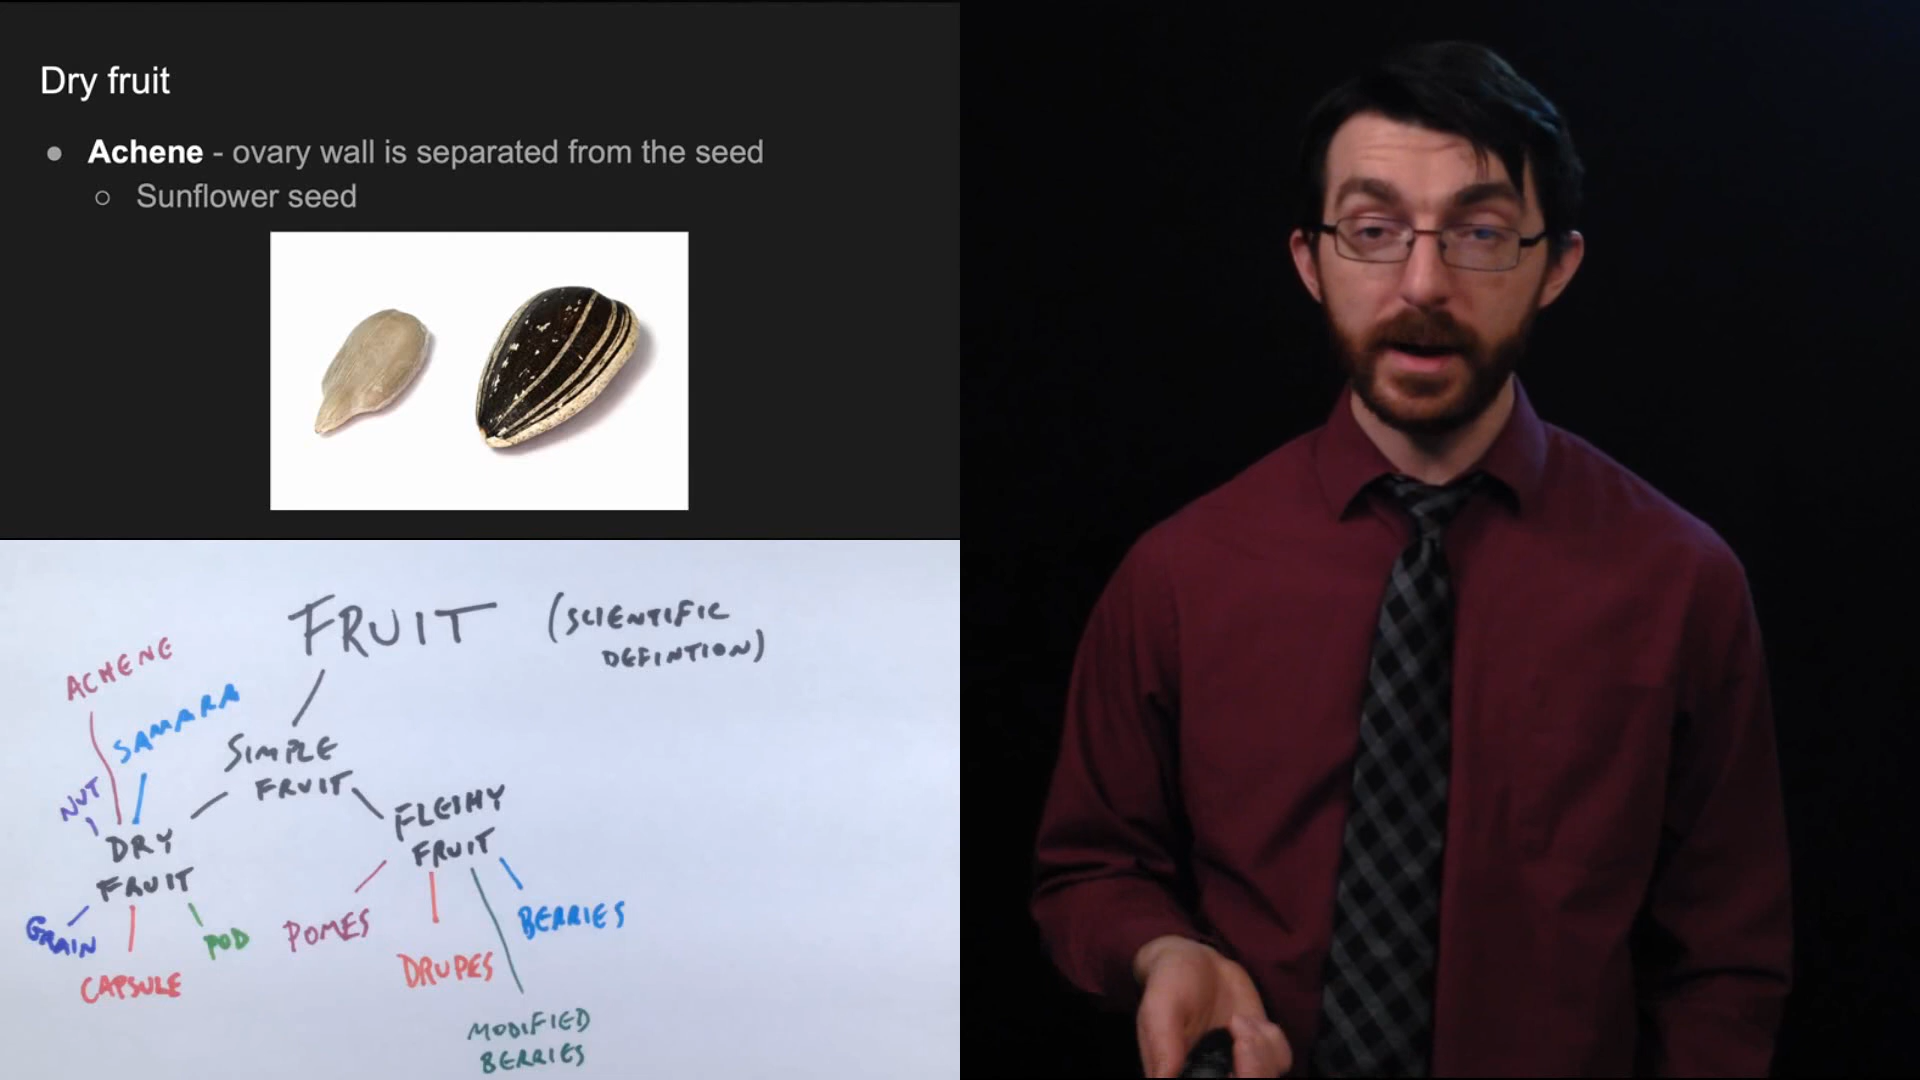 Dry fruit
● Achene - ovary wall is separated from the seed
○ Sunflower seed
FRUIT (SCIENTIFIC
DEFINTION)
ACHENE
SAMARA
NUT
SIMPLE
FRUIT
DRY
FRUIT
FLESHY
FRUIT
GRAIN
CAPSULE
POD
POMES
DRUPES
BERRIES
MODIFIED
BERRIES